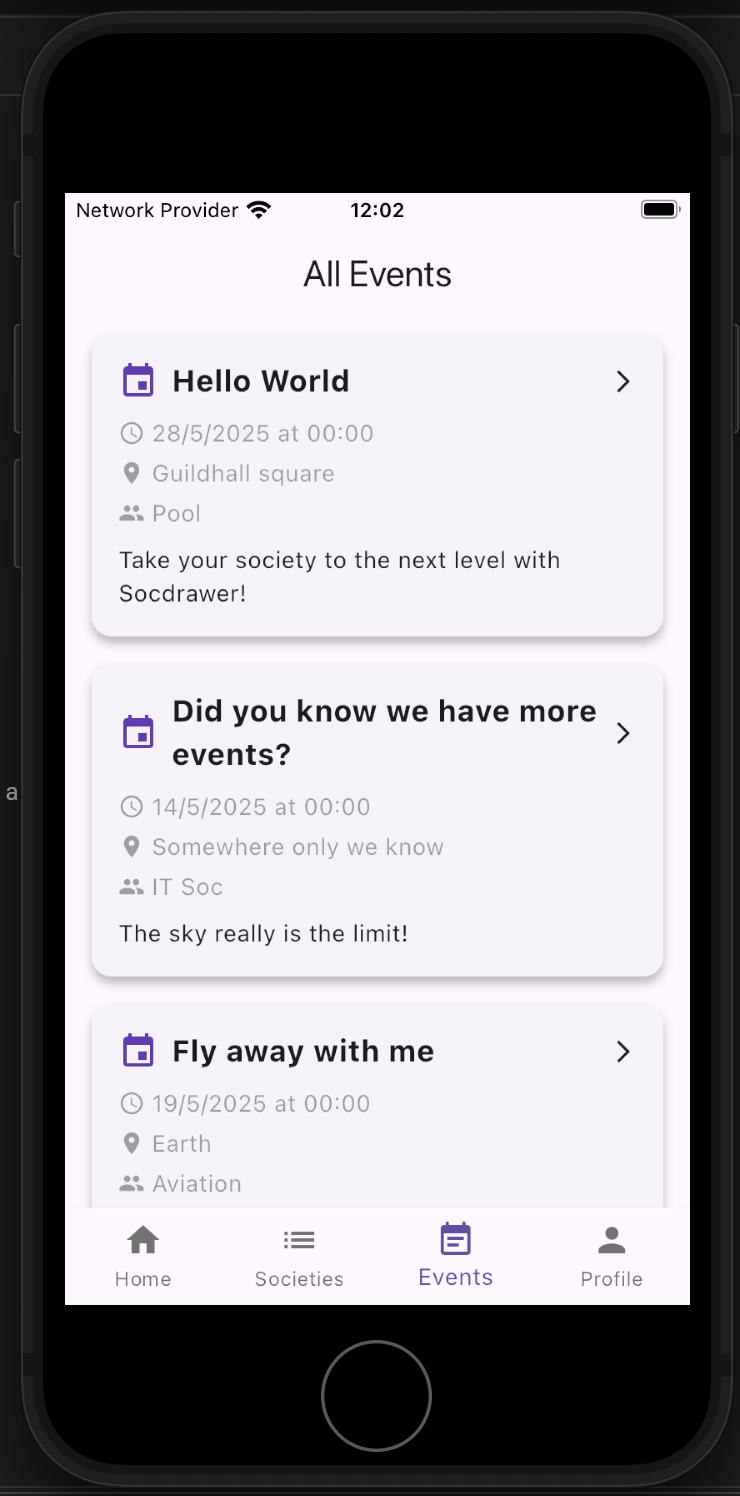 Network Provider 12:02
All Events
Hello World
28/5/2025 at 00:00
Guildhall square
Pool
Take your society to the next level with
Socdrawer!
Did you know we have more
events?
14/5/2025 at 00:00
Somewhere only we know
IT Soc
The sky really is the limit!
Fly away with me
19/5/2025 at 00:00
Earth
Aviation
Home Societies Events Profile
a